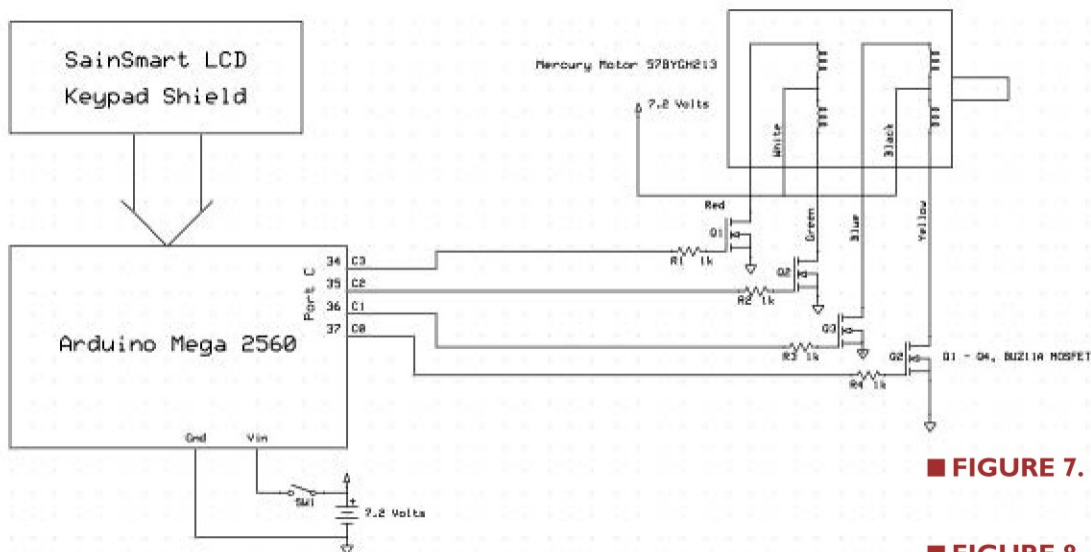 SainSmart LCD
Keypad Shield
Mercury Motor 57BYGH213
7.2 Volts
White
Black
Red
Q1
Green
Blue
Yellow
R1 1k
Q2
R2 1k
Q3
R3 1k
Q2
Q1 - Q4, BUZ11A MOSFET
R4 1k
Port C
34 C3
35 C2
36 C1
37 C0
Arduino Mega 2560
Gnd
Vin
SW1
7.2 Volts
FIGURE 7.
FIGURE 8